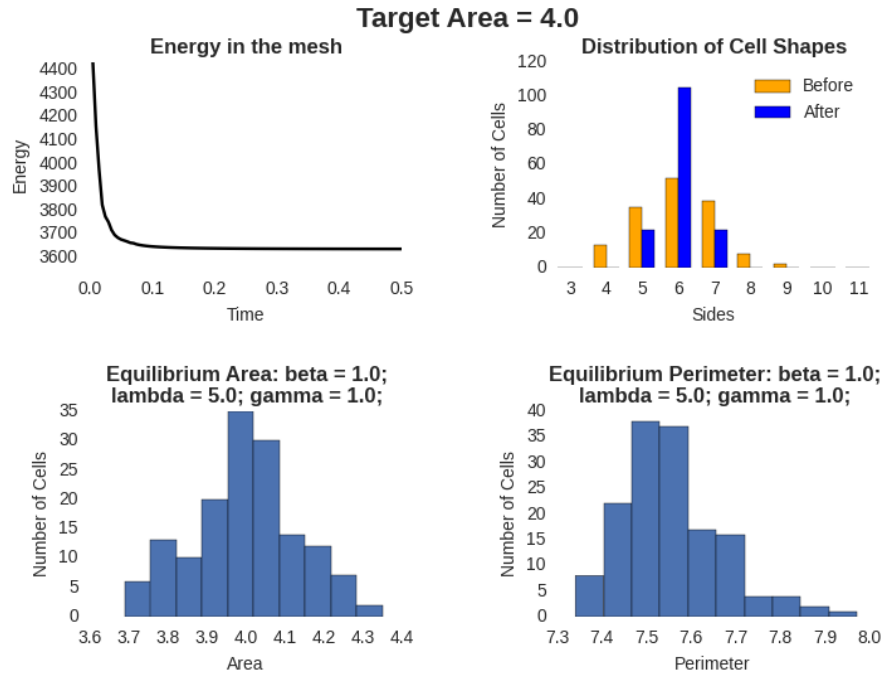 Target Area = 4.0
Energy in the mesh
4400
4300
4200
4100
4000
3900
3800
3700
3600
Energy
0.0 0.1 0.2 0.3 0.4 0.5
Time
Distribution of Cell Shapes
120
100
80
60
40
20
0
Number of Cells
Before
After
3 4 5 6 7 8 9 10 11
Sides
Equilibrium Area: beta = 1.0;
lambda = 5.0; gamma = 1.0;
35
30
25
20
15
10
5
0
Number of Cells
3.6 3.7 3.8 3.9 4.0 4.1 4.2 4.3 4.4
Area
Equilibrium Perimeter: beta = 1.0;
lambda = 5.0; gamma = 1.0;
40
35
30
25
20
15
10
5
0
Number of Cells
7.3 7.4 7.5 7.6 7.7 7.8 7.9 8.0
Perimeter